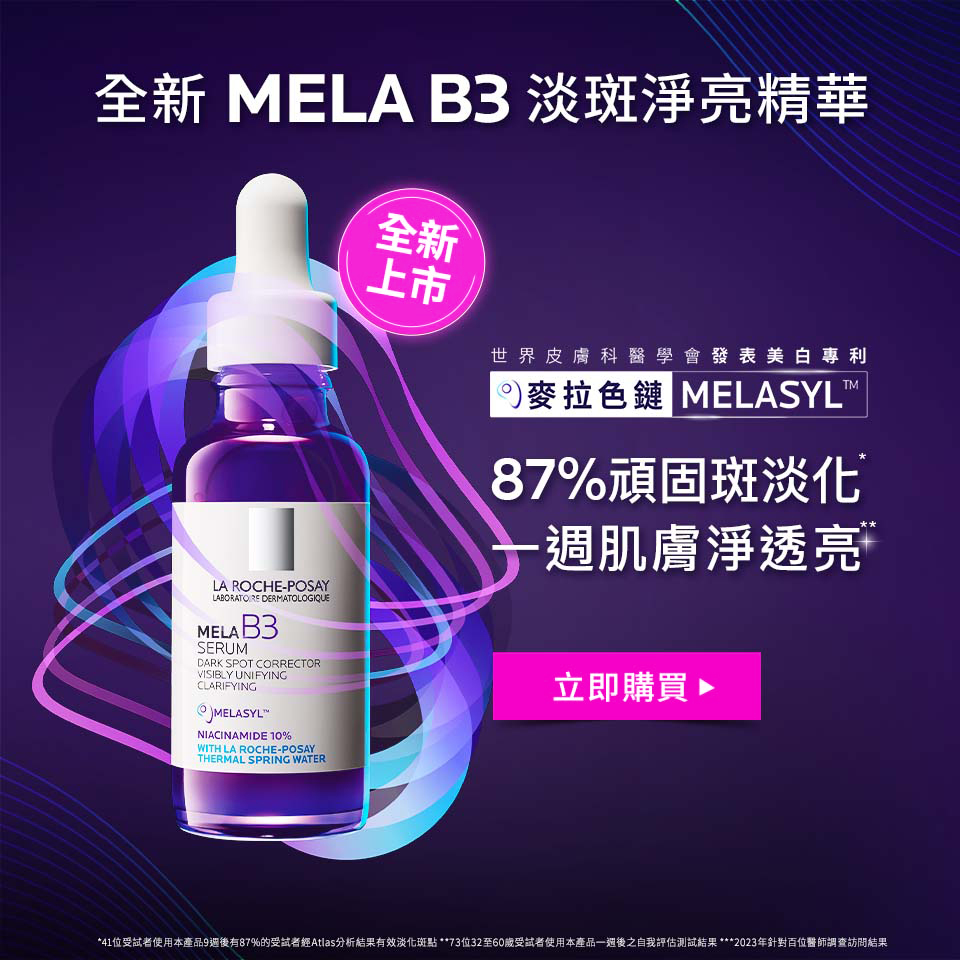 全新 MELA B3 淡斑淨亮精華
全新
上市
世界皮膚科醫學會發表美白專利
麥拉色鏈 MELASYL™
87%頑固斑淡化*
一週肌膚淨透亮**
立即購買 ▶
LA ROCHE-POSAY
LABORATOIRE DERMATOLOGIQUE
MELA B3
SERUM
DARK SPOT CORRECTOR
VISIBLY UNIFYING
CLARIFYING
MELASYL™
NIACINAMIDE 10%
WITH LA ROCHE-POSAY
THERMAL SPRING WATER
*41位受試者使用本產品9週後有87%的受試者經Atlas分析結果有效淡化斑點 **73位32至60歲受試者使用本產品一週後之自我評估測試結果 ***2023年針對百位醫師調查訪問結果